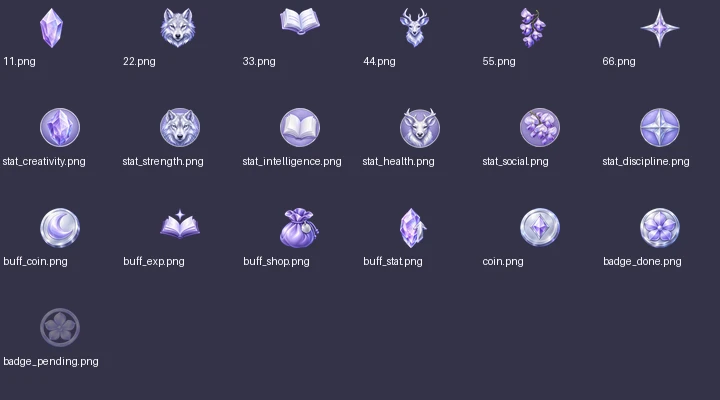 11.png
22.png
33.png
44.png
55.png
66.png
stat_creativity.png
stat_strength.png
stat_intelligence.png
stat_health.png
stat_social.png
stat_discipline.png
buff_coin.png
buff_exp.png
buff_shop.png
buff_stat.png
coin.png
badge_done.png
badge_pending.png